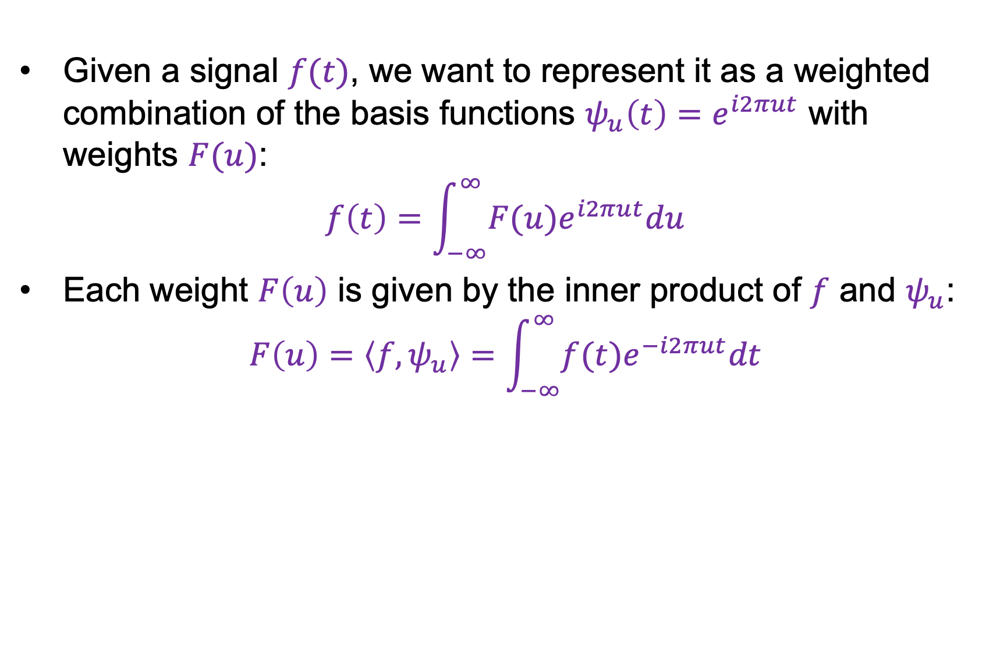 • Given a signal f(t), we want to represent it as a weighted
combination of the basis functions ψ_u(t) = e^{i2πut} with
weights F(u):
f(t) = ∫_{−∞}^{∞} F(u)e^{i2πut} du
• Each weight F(u) is given by the inner product of f and ψ_u:
F(u) = ⟨f, ψ_u⟩ = ∫_{−∞}^{∞} f(t)e^{−i2πut} dt